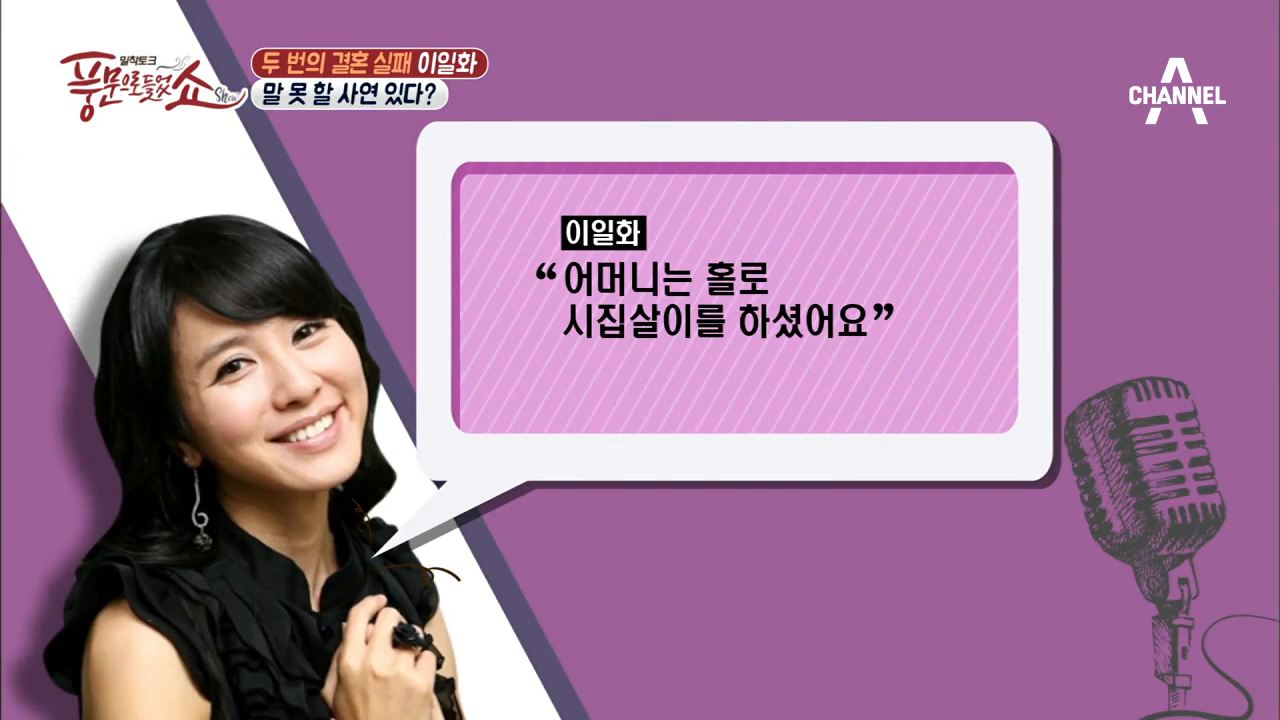 밀착토크
풍문으로들었쇼
Show
두 번의 결혼 실패 이일화
말 못 할 사연 있다?
CHANNEL A
이일화
“어머니는 홀로
시집살이를 하셨어요”